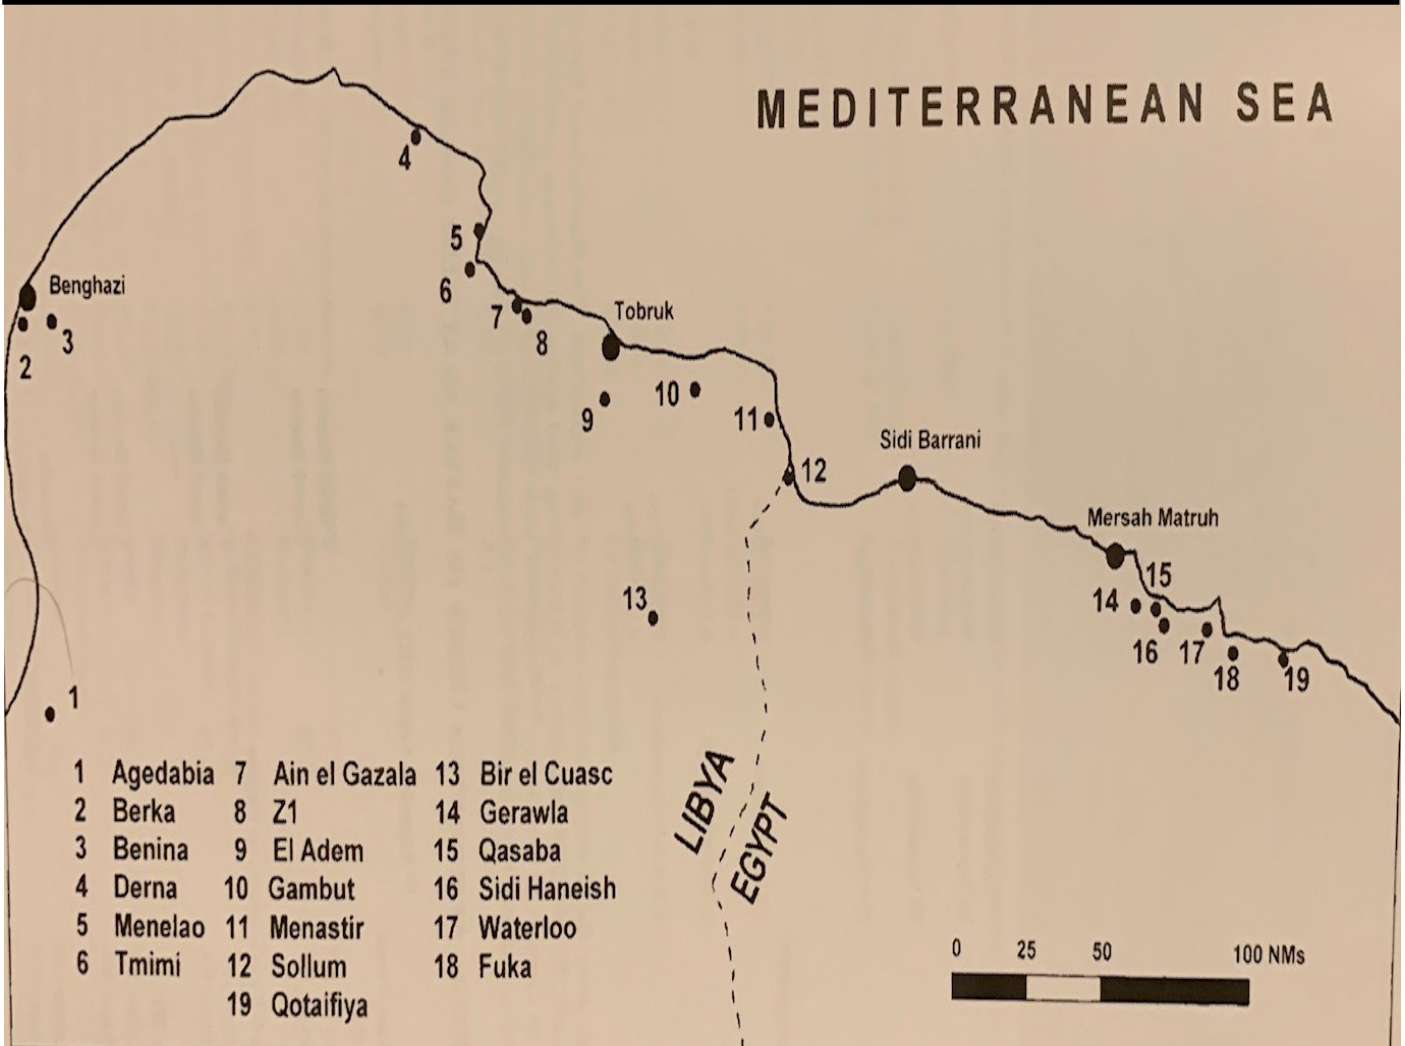 MEDITERRANEAN SEA
4
5
Benghazi
6
3
2
7
8
Tobruk
9
10
11
12
Sidi Barrani
Mersah Matruh
15
14
16
17
18
19
13
1
LIBYA
EGYPT
1 Agedabia 7 Ain el Gazala 13 Bir el Cuasc
2 Berka 8 Z1 14 Gerawla
3 Benina 9 El Adem 15 Qasaba
4 Derna 10 Gambut 16 Sidi Haneish
5 Menelao 11 Menastir 17 Waterloo
6 Tmimi 12 Sollum 18 Fuka
19 Qotaifiya
0 25 50 100 NMs